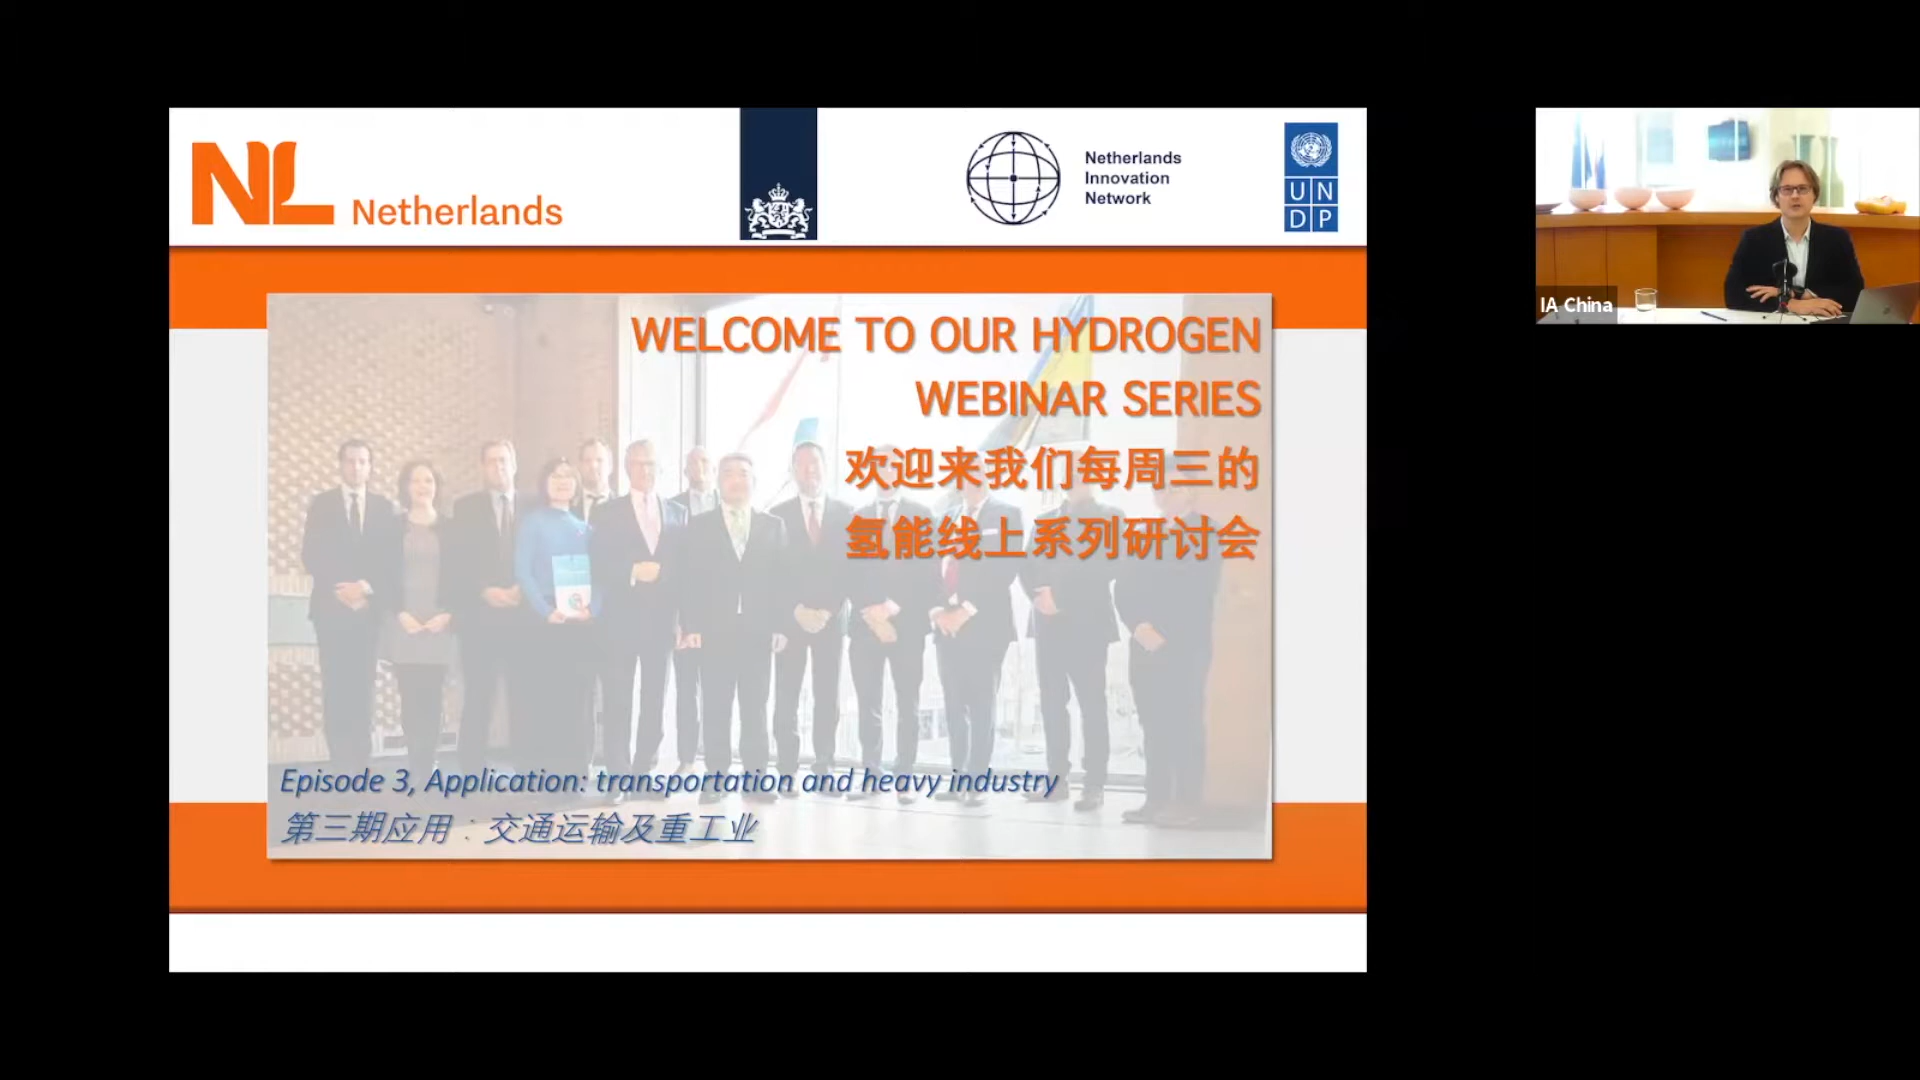 NL Netherlands
Netherlands
Innovation
Network
UN
DP
WELCOME TO OUR HYDROGEN
WEBINAR SERIES
欢迎来我们每周三的
氢能线上系列研讨会
Episode 3, Application: transportation and heavy industry
第三期应用：交通运输及重工业
IA China